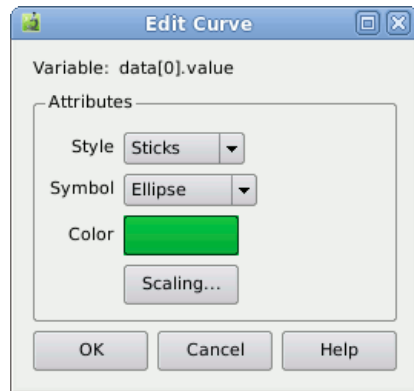 Edit Curve
Variable: data[0].value
Attributes
Style Sticks
Symbol Ellipse
Color
Scaling...
OK Cancel Help